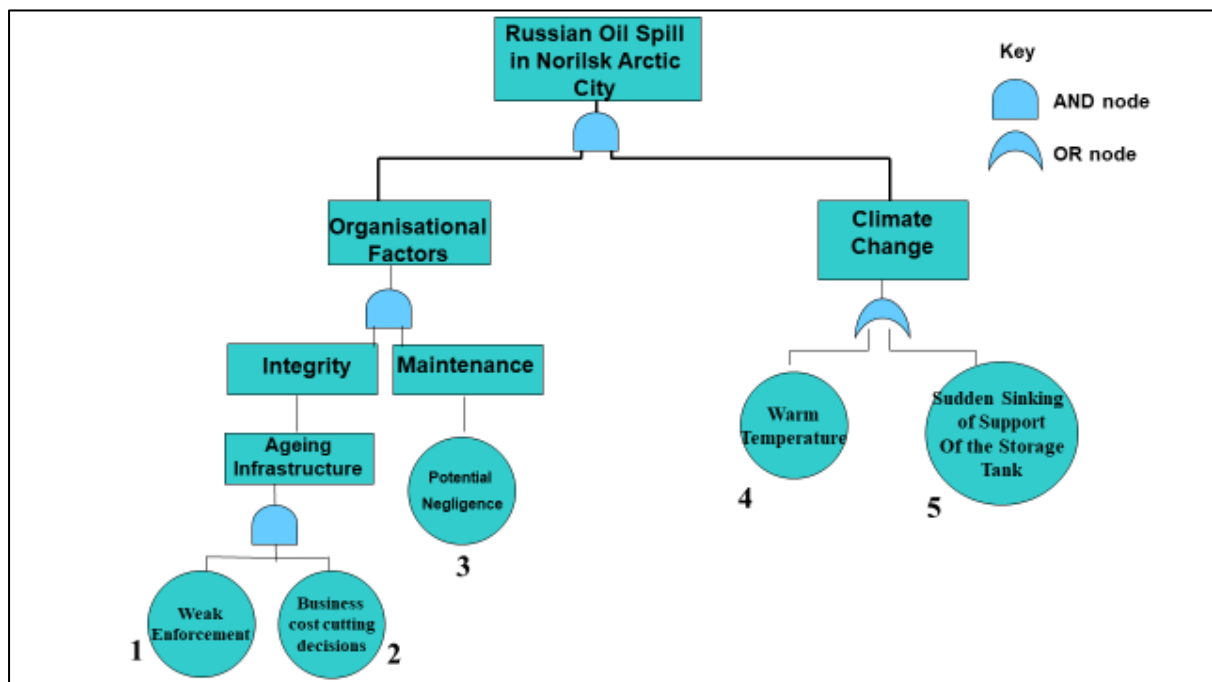 Russian Oil Spill
in Norilsk Arctic
City
Key
AND node
OR node
Organisational
Factors
Climate
Change
Integrity
Maintenance
Ageing
Infrastructure
Potential
Negligence
3
Warm
Temperature
4
Sudden Sinking
of Support
Of the Storage
Tank
5
Weak
Enforcement
1
Business
cost cutting
decisions
2